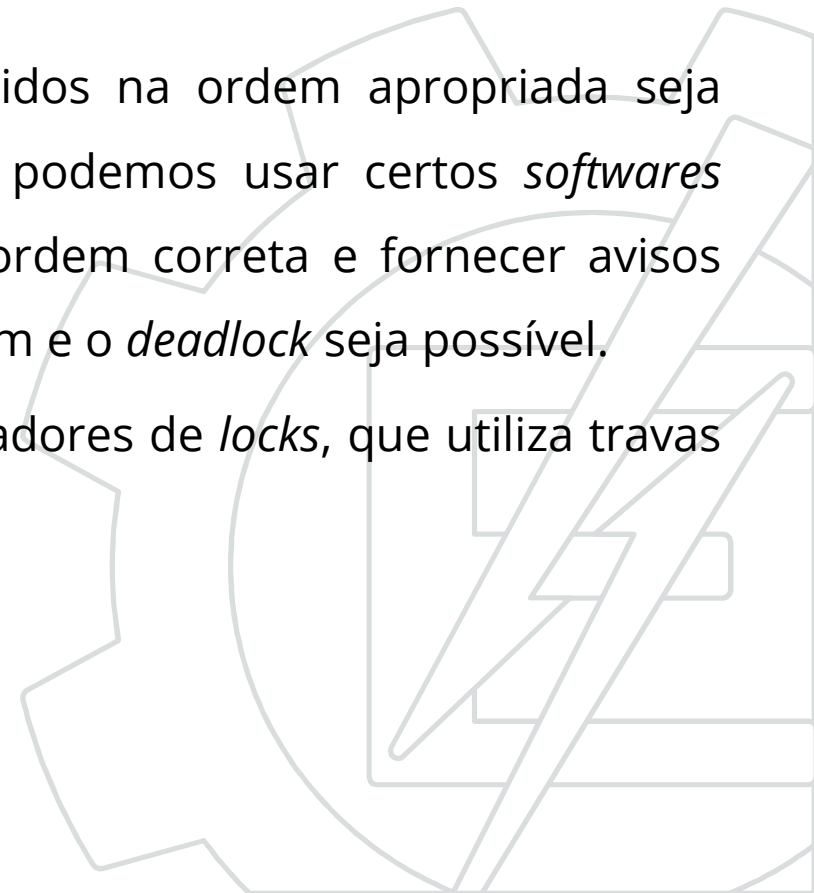 idos na ordem apropriada seja
podemos usar certos softwares
ordem correta e fornecer avisos
m e o deadlock seja possível.
adores de locks, que utiliza travas